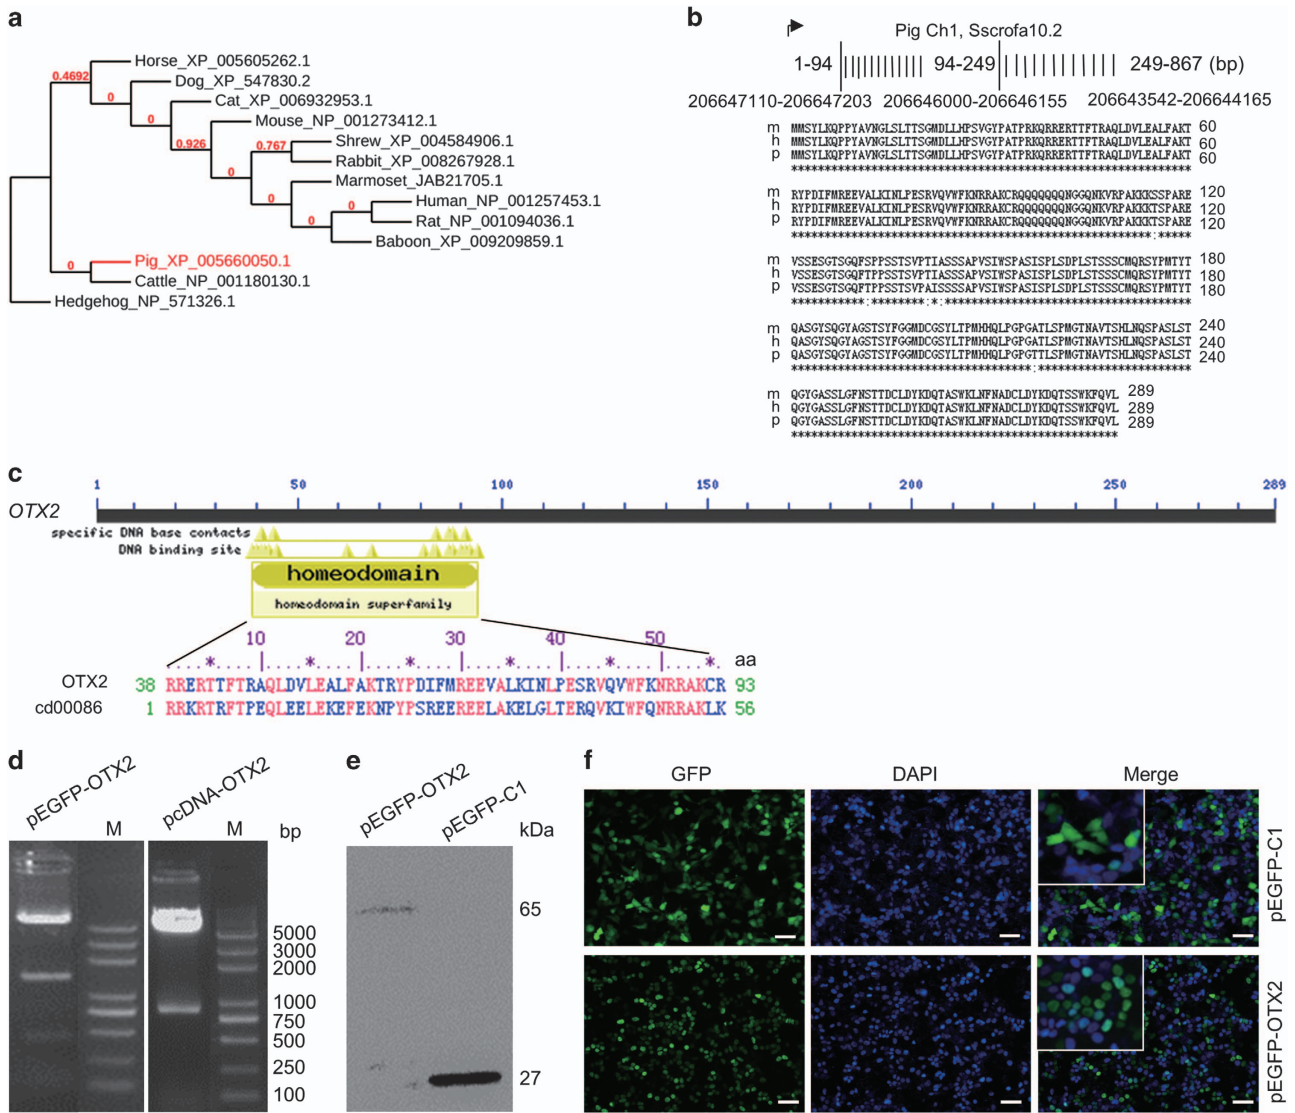 a
Horse_XP_005605262.1
0.4692
Dog_XP_547830.2
0
Cat_XP_006932953.1
0
Mouse_NP_001273412.1
0.926
0.767
Shrew_XP_004584906.1
Rabbit_XP_008267928.1
0
Marmoset_JAB21705.1
0
0
Human_NP_001257453.1
0
Rat_NP_001094036.1
Baboon_XP_009209859.1
Pig_XP_005660050.1
0
Cattle_NP_001180130.1
Hedgehog_NP_571326.1
b
Pig Ch1, Sscrofa10.2
1-94 94-249 249-867 (bp)
206647110-206647203 206646000-206646155 206643542-206644165
m MMSYLKQPPYAVNGLSLTTSGMDLLHPSVGYPATPRKQRRERTTFTRAQLDVLEALFAKT 60
h MMSYLKQPPYAVNGLSLTTSGMDLLHPSVGYPATPRKQRRERTTFTRAQLDVLEALFAKT 60
p MMSYLKQPPYAVNGLSLTTSGMDLLHPSVGYPATPRKQRRERTTFTRAQLDVLEALFAKT 60
************************************************************
m RYPDIFMREEVALKINLPESRVQVWFKNRRAKCRQQQQQQQNGGQNKVRPAKKKSSPARE 120
h RYPDIFMREEVALKINLPESRVQVWFKNRRAKCRQQQQQQQNGGQNKVRPAKKKTSPARE 120
p RYPDIFMREEVALKINLPESRVQVWFKNRRAKCRQQQQQQQNGGQNKVRPAKKKTSPARE 120
******************************************************:*****
m VSSESGTSGQFSPPSSTSVPTIASSSAPVSIWSPASISPLSDPLSTSSSCMQRSYPMTYT 180
h VSSESGTSGQFTPPSSTSVPTIASSSAPVSIWSPASISPLSDPLSTSSSCMQRSYPMTYT 180
p VSSESGTSGQFTPPSSTSVPAISSSSAPVSIWSPASISPLSDPLSTSSSCMQRSYPMTYT 180
***********:********:*:*************************************
m QASGYSQGYAGSTSYFGGMDCGSYLTPMHHQLPGPGATLSPMGTNAVTSHLNQSPASLST 240
h QASGYSQGYAGSTSYFGGMDCGSYLTPMHHQLPGPGATLSPMGTNAVTSHLNQSPASLST 240
p QASGYSQGYAGSTSYFGGMDCGSYLTPMHHQLPGPGTTLSPMGTNAVTSHLNQSPASLST 240
************************************:***********************
m QGYGASSLGFNSTTDCLDYKDQTASWKLNFNADCLDYKDQTSSWKFQVL 289
h QGYGASSLGFNSTTDCLDYKDQTASWKLNFNADCLDYKDQTSSWKFQVL 289
p QGYGASSLGFNSTTDCLDYKDQTASWKLNFNADCLDYKDQTSSWKFQVL 289
*************************************************
c
1 50 100 150 200 250 289
OTX2
specific DNA base contacts
DNA binding site
homeodomain
homeodomain superfamily
10 20 30 40 50
aa
OTX2 38 RRERTTFTRAQLDVLEALFAKTRYPDIFMREEVALKINLPESRVQVWFKNRRAKCR 93
cd00086 1 RRKRTRFTPEQLEELEKEFEKNPYPSREEREELAKELGLTERQVKIWFQNRRAKLK 56
d
pEGFP-OTX2
M
pcDNA-OTX2
M
bp
5000
3000
2000
1000
750
500
250
100
e
pEGFP-OTX2
pEGFP-C1
kDa
65
27
f
GFP DAPI Merge
pEGFP-C1
pEGFP-OTX2